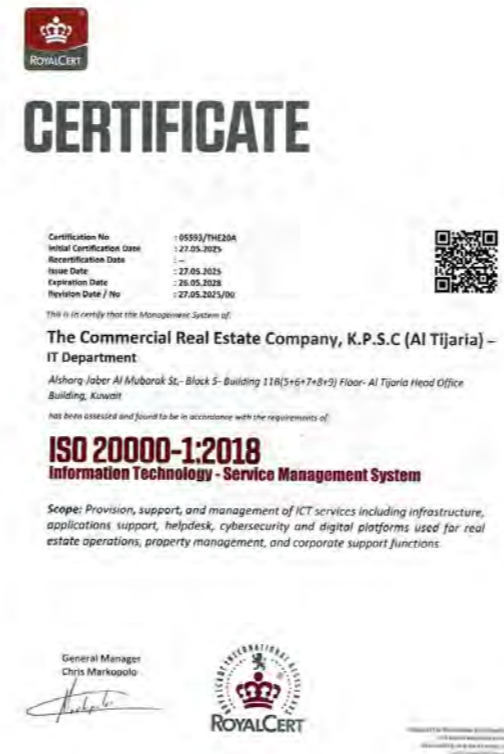 ROYALCERT
CERTIFICATE
Certification No : 05593/THE20A
Initial Certification Date : 27.05.2025
Recertification Date : --
Issue Date : 27.05.2025
Expiration Date : 26.05.2028
Revision Date / No : 27.05.2025/00
This is to certify that the Management System of:
The Commercial Real Estate Company, K.P.S.C (Al Tijaria) –
IT Department
Alsharq-Jaber Al Mubarak St,- Block 5- Building 118(5+6+7+8+9) Floor- Al Tijaria Head Office
Building, Kuwait
has been assessed and found to be in accordance with the requirements of
ISO 20000-1:2018
Information Technology - Service Management System
Scope: Provision, support, and management of ICT services including infrastructure,
applications support, helpdesk, cybersecurity and digital platforms used for real
estate operations, property management, and corporate support functions.
General Manager
Chris Markopolo
ROYALCERT